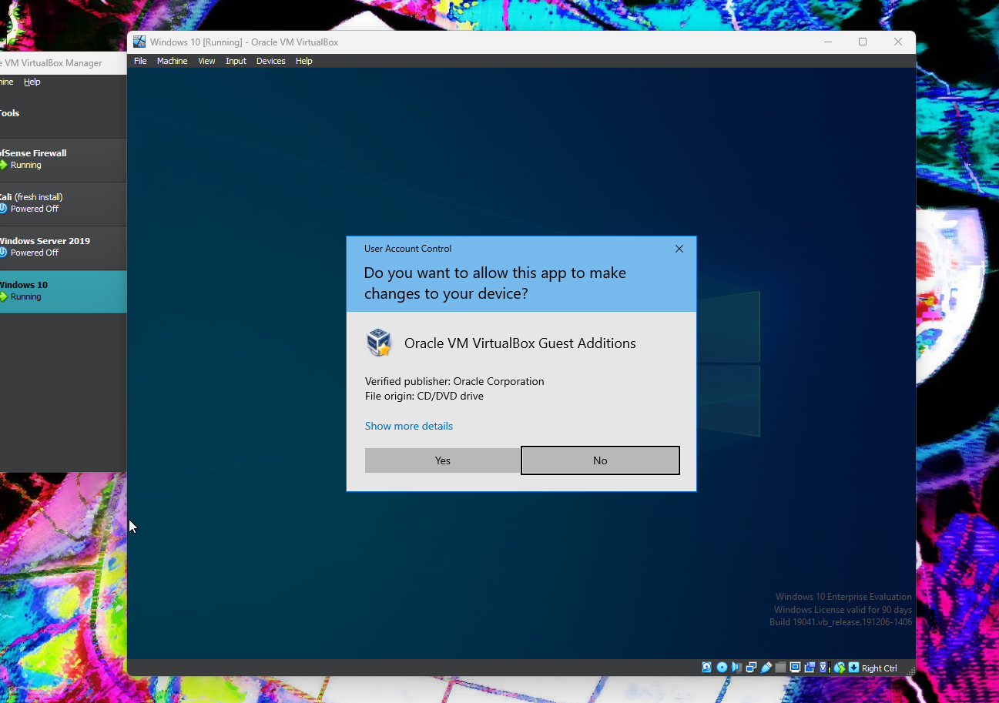 Windows 10 [Running] - Oracle VM VirtualBox
File Machine View Input Devices Help
e VM VirtualBox Manager
hine Help
Tools
ofSense Firewall
Running
Kali (fresh install)
Powered Off
Windows Server 2019
Powered Off
Windows 10
Running
User Account Control
Do you want to allow this app to make
changes to your device?
Oracle VM VirtualBox Guest Additions
Verified publisher: Oracle Corporation
File origin: CD/DVD drive
Show more details
Yes
No
Windows 10 Enterprise Evaluation
Windows License valid for 90 days
Build 19041.vb_release.191206-1406
Right Ctrl